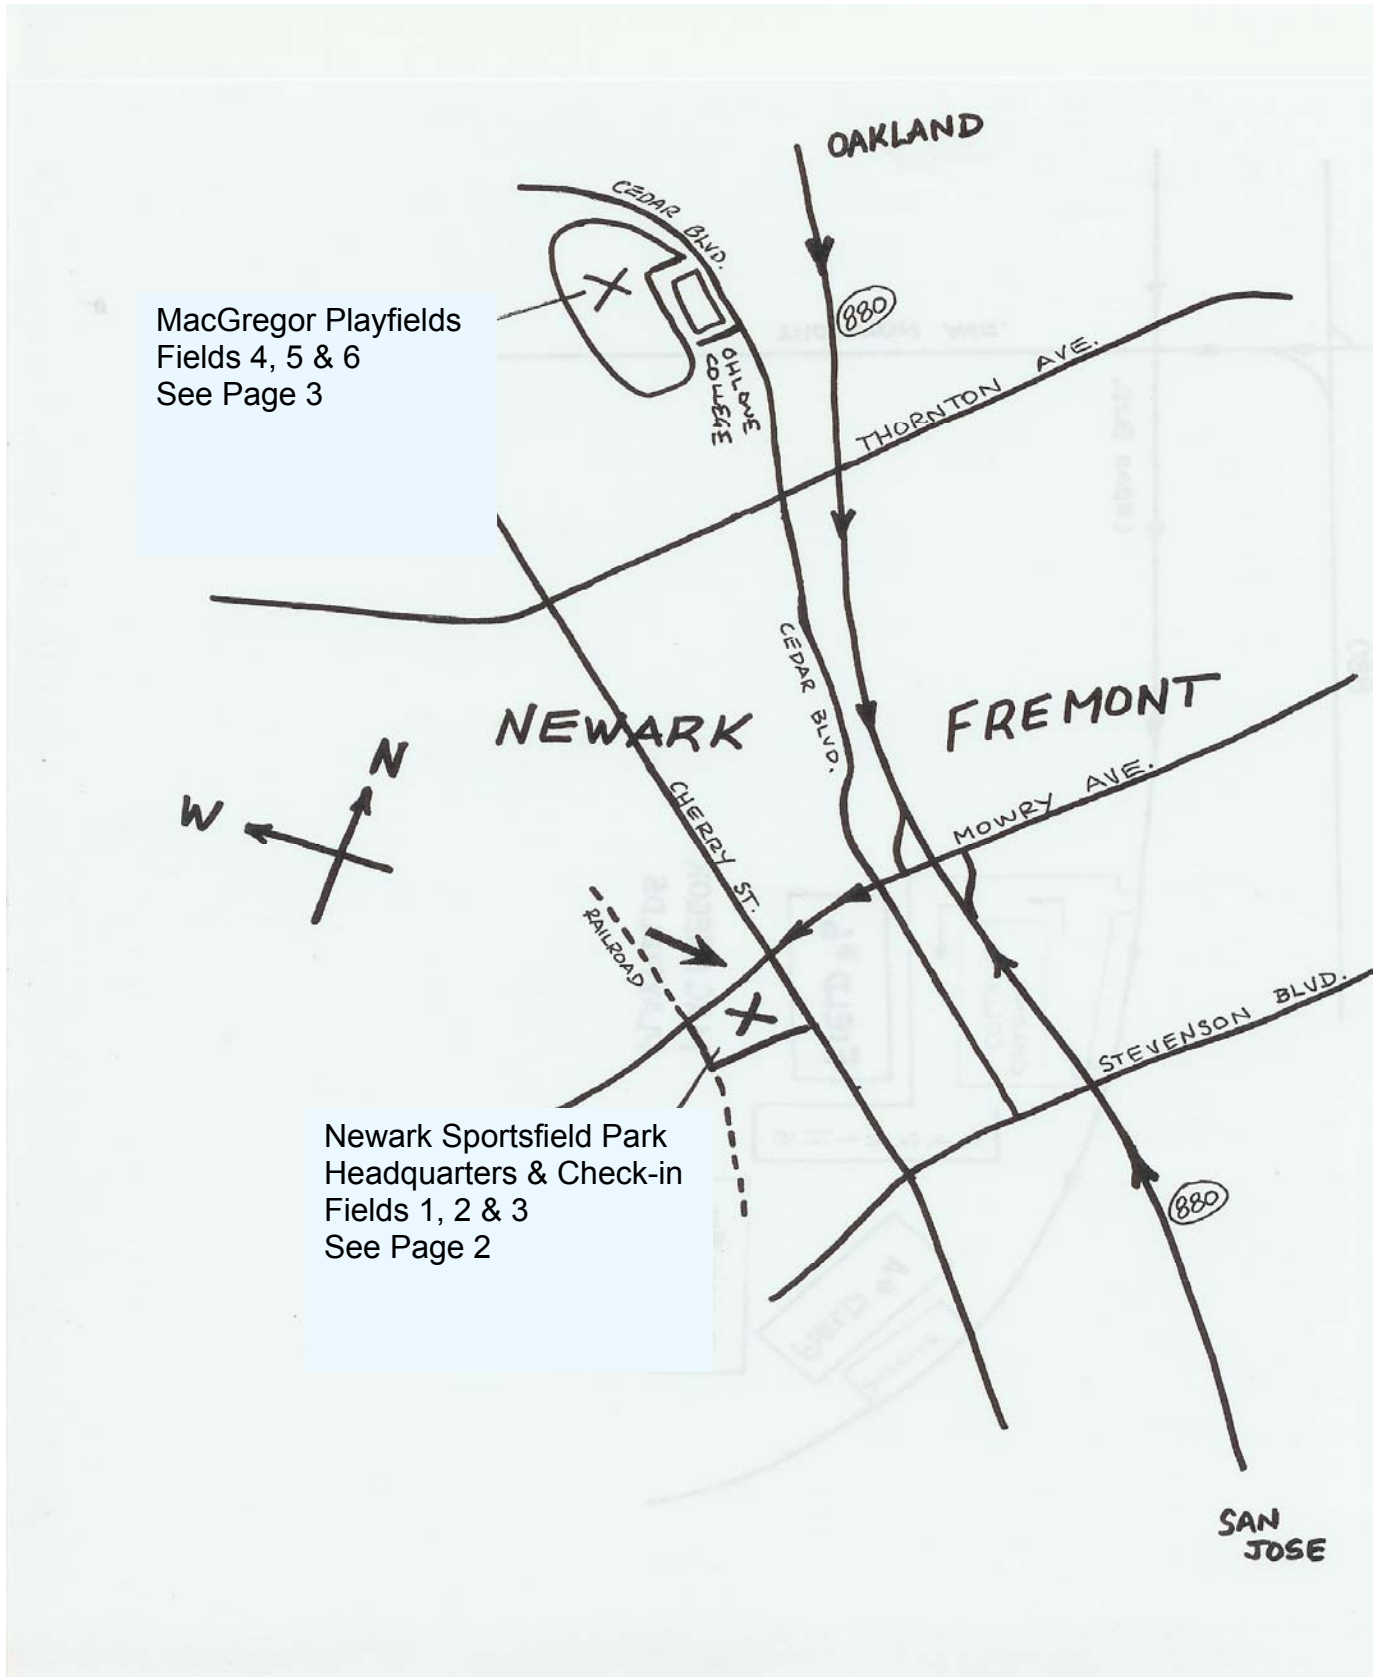 OAKLAND
CEDAR BLVD.
880
MacGregor Playfields
Fields 4, 5 & 6
See Page 3
OHLONE
COLLEGE
THORNTON AVE.
CEDAR BLVD.
NEWARK
FREMONT
N
W
MOWRY AVE.
CHERRY ST.
RAILROAD
STEVENSON BLVD.
Newark Sportsfield Park
Headquarters & Check-in
Fields 1, 2 & 3
See Page 2
880
SAN
JOSE